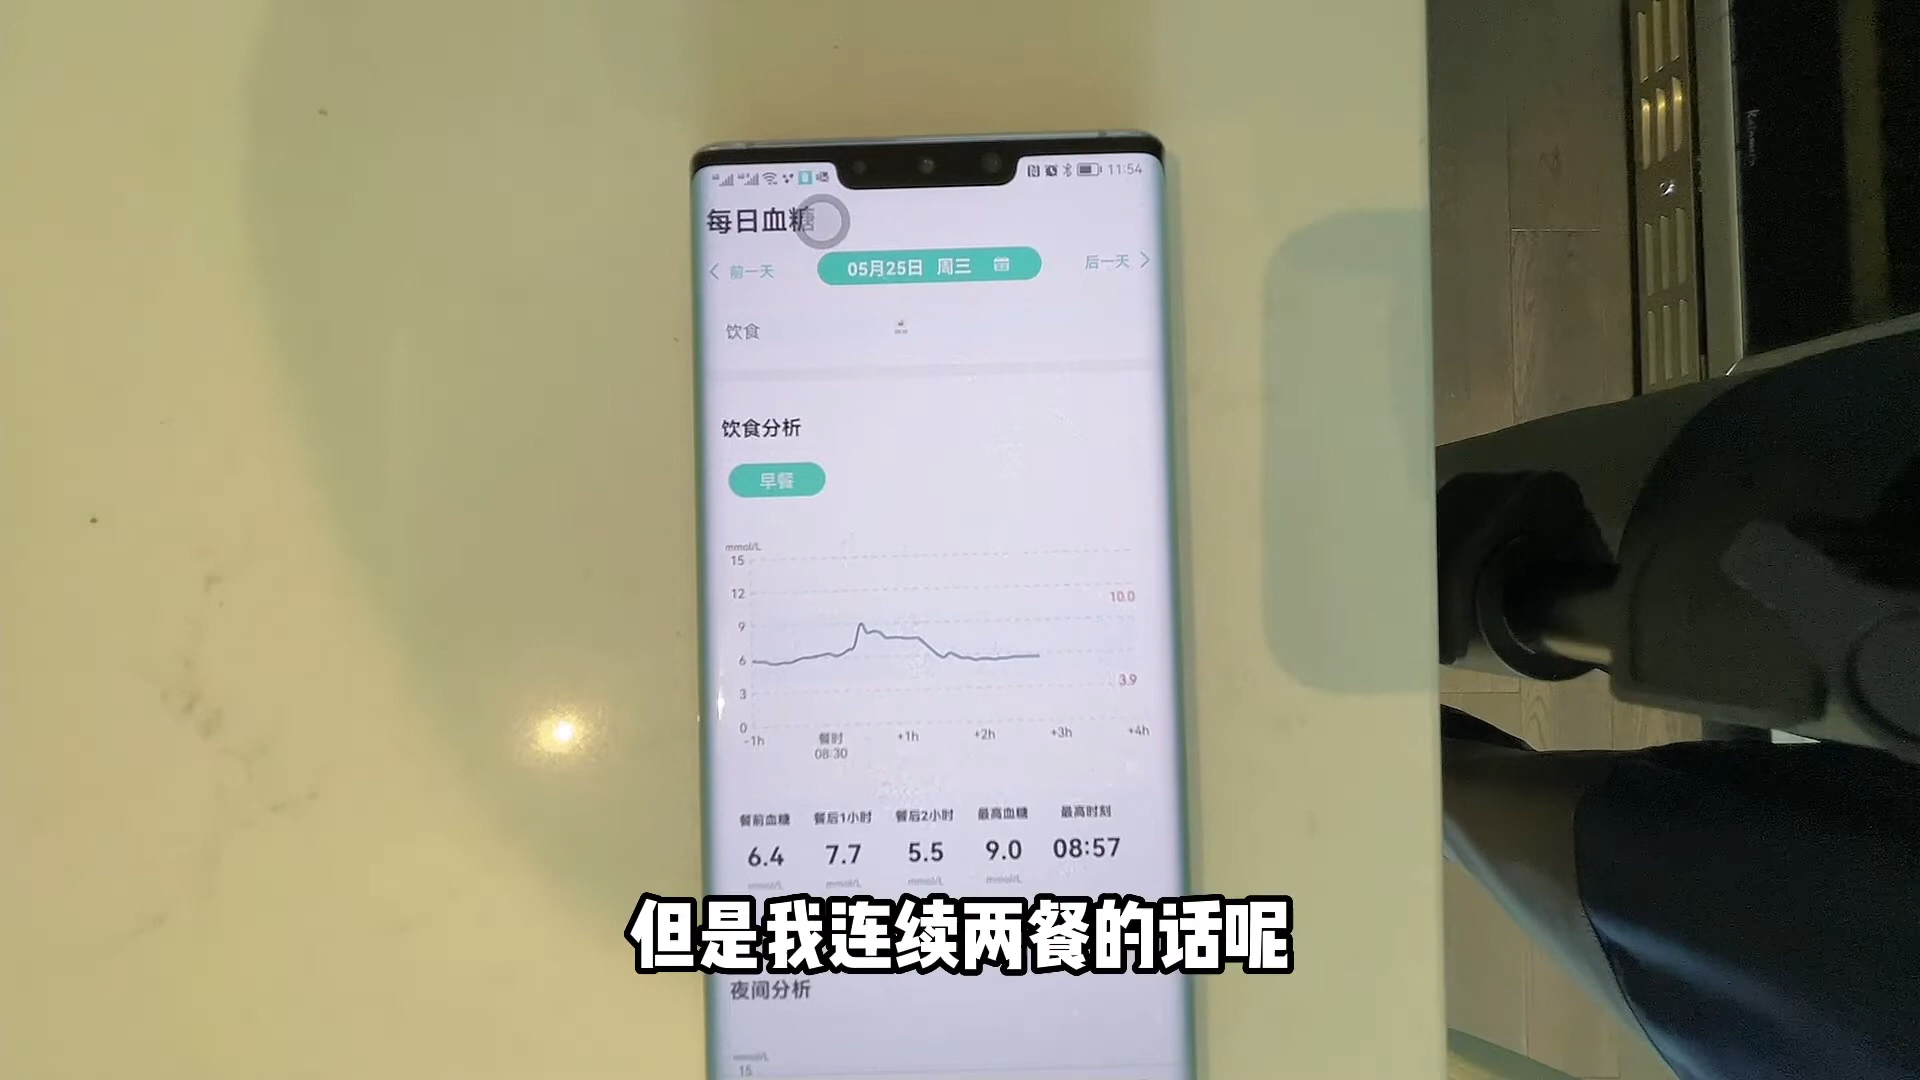 11:54
每日血糖
前一天
05月25日 周三
后一天
饮食
饮食分析
早餐
mmol/L
15
12
10.0
9
6
3.9
3
0
-1h
餐时
08:30
+1h
+2h
+3h
+4h
餐前血糖 餐后1小时 餐后2小时 最高血糖 最高时刻
6.4 7.7 5.5 9.0 08:57
mmol/L mmol/L mmol/L mmol/L
但是我连续两餐的话呢
夜间分析
mmol/L
15